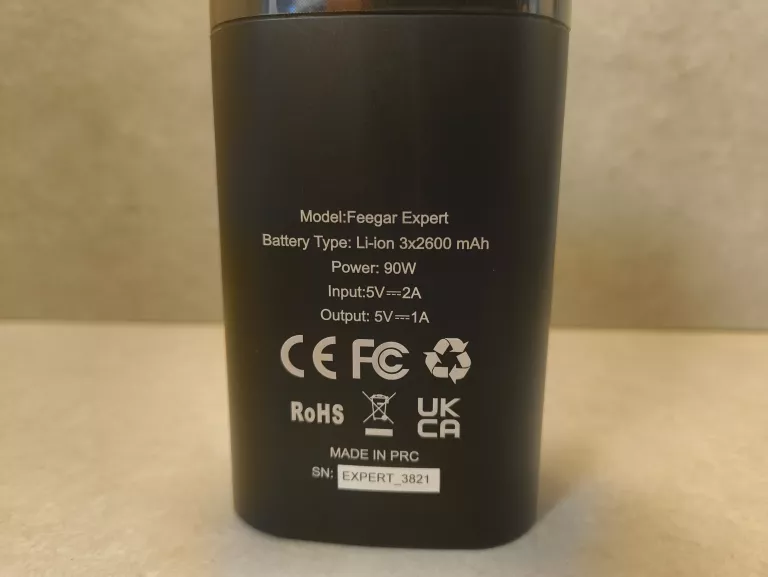 Model:Feegar Expert
Battery Type: Li-ion 3x2600 mAh
Power: 90W
Input:5V⎓2A
Output: 5V⎓1A
CE FC
RoHS UK CA
MADE IN PRC
SN: EXPERT_3821